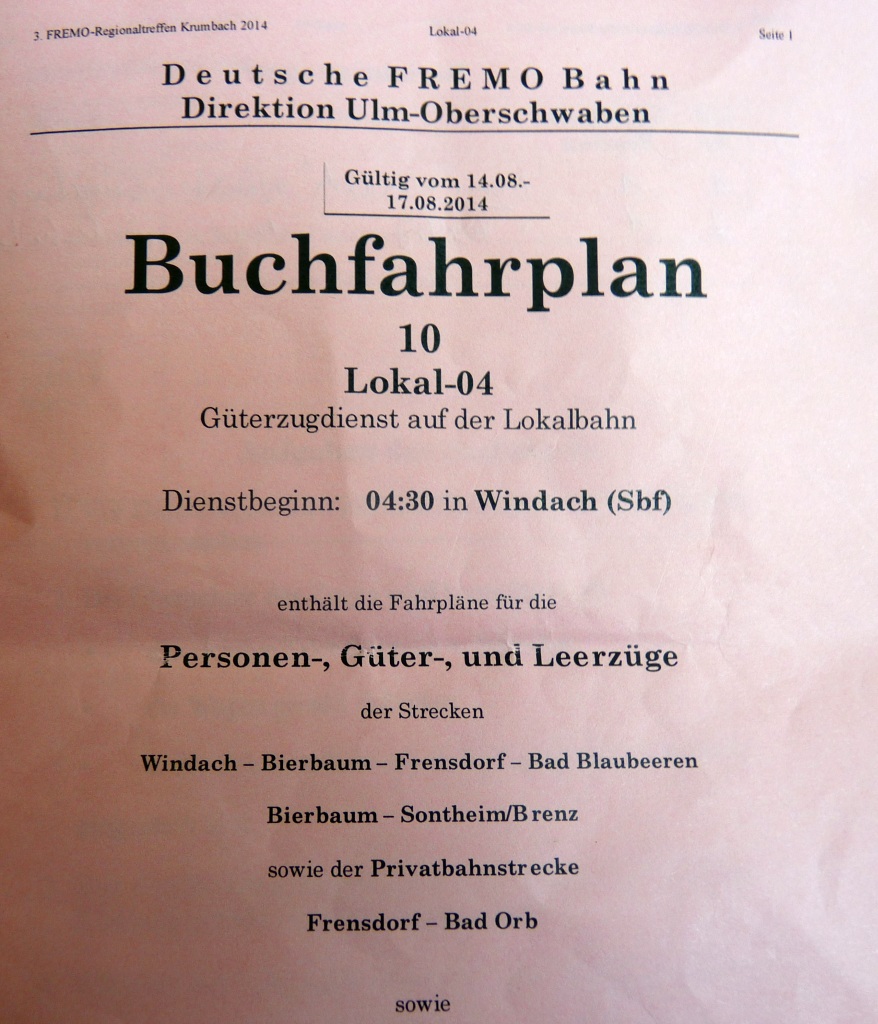 3. FREMO-Regionaltreffen Krumbach 2014 Lokal-04 Seite 1
Deutsche FREMO Bahn
Direktion Ulm-Oberschwaben
Gültig vom 14.08.-
17.08.2014
Buchfahrplan
10
Lokal-04
Güterzugdienst auf der Lokalbahn
Dienstbeginn: 04:30 in Windach (Sbf)
enthält die Fahrpläne für die
Personen-, Güter-, und Leerzüge
der Strecken
Windach – Bierbaum – Frensdorf – Bad Blaubeeren
Bierbaum – Sontheim/Brenz
sowie der Privatbahnstrecke
Frensdorf – Bad Orb
sowie